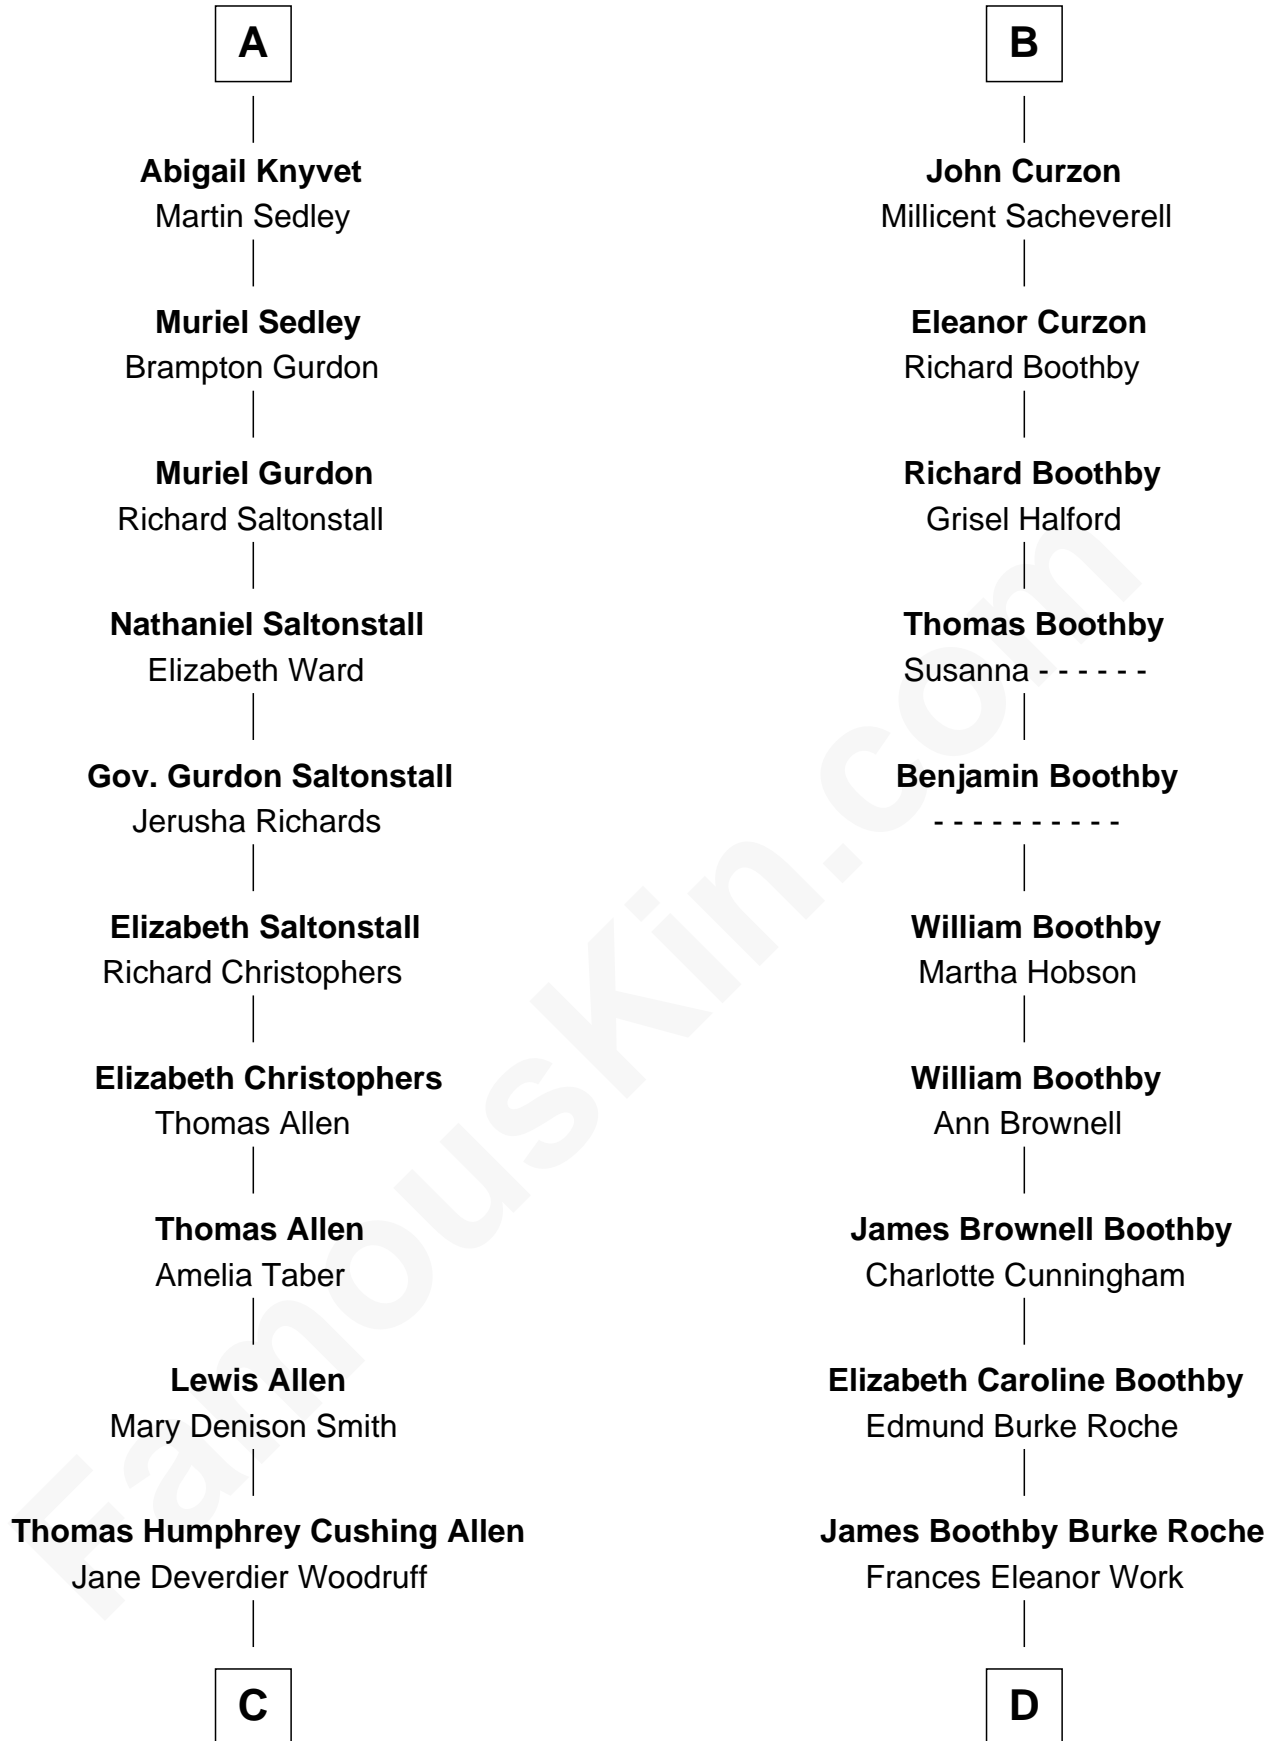 A
Abigail Knyvet
Martin Sedley
Muriel Sedley
Brampton Gurdon
Muriel Gurdon
Richard Saltonstall
Nathaniel Saltonstall
Elizabeth Ward
Gov. Gurdon Saltonstall
Jerusha Richards
Elizabeth Saltonstall
Richard Christophers
Elizabeth Christophers
Thomas Allen
Thomas Allen
Amelia Taber
Lewis Allen
Mary Denison Smith
Thomas Humphrey Cushing Allen
Jane Deverdier Woodruff
C
B
John Curzon
Millicent Sacheverell
Eleanor Curzon
Richard Boothby
Richard Boothby
Grisel Halford
Thomas Boothby
Susanna - - - - - -
Benjamin Boothby
- - - - - - - - - -
William Boothby
Martha Hobson
William Boothby
Ann Brownell
James Brownell Boothby
Charlotte Cunningham
Elizabeth Caroline Boothby
Edmund Burke Roche
James Boothby Burke Roche
Frances Eleanor Work
D
FamousKin.com